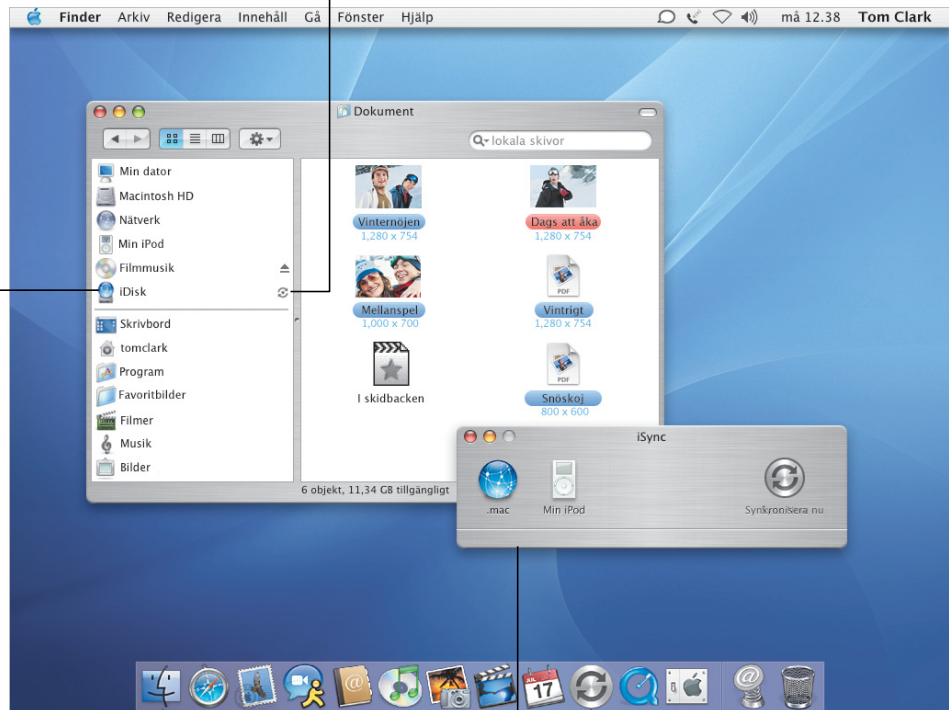 Finder Arkiv Redigera Innehåll Gå Fönster Hjälp må 12.38 Tom Clark
Dokument
lokala skivor
Min dator
Macintosh HD
Nätverk
Min iPod
Filmmusik
iDisk
Skrivbord
tomclark
Program
Favoritbilder
Filmer
Musik
Bilder
Vinternöjen
1,280 x 754
Dags att åka
1,280 x 754
Mellanspel
1,000 x 700
PDF
Vintrigt
1,280 x 754
I skidbacken
PDF
Snöskoj
800 x 600
6 objekt, 11,34 GB tillgängligt
iSync
.mac
Min iPod
Synkronisera nu
JUL
17